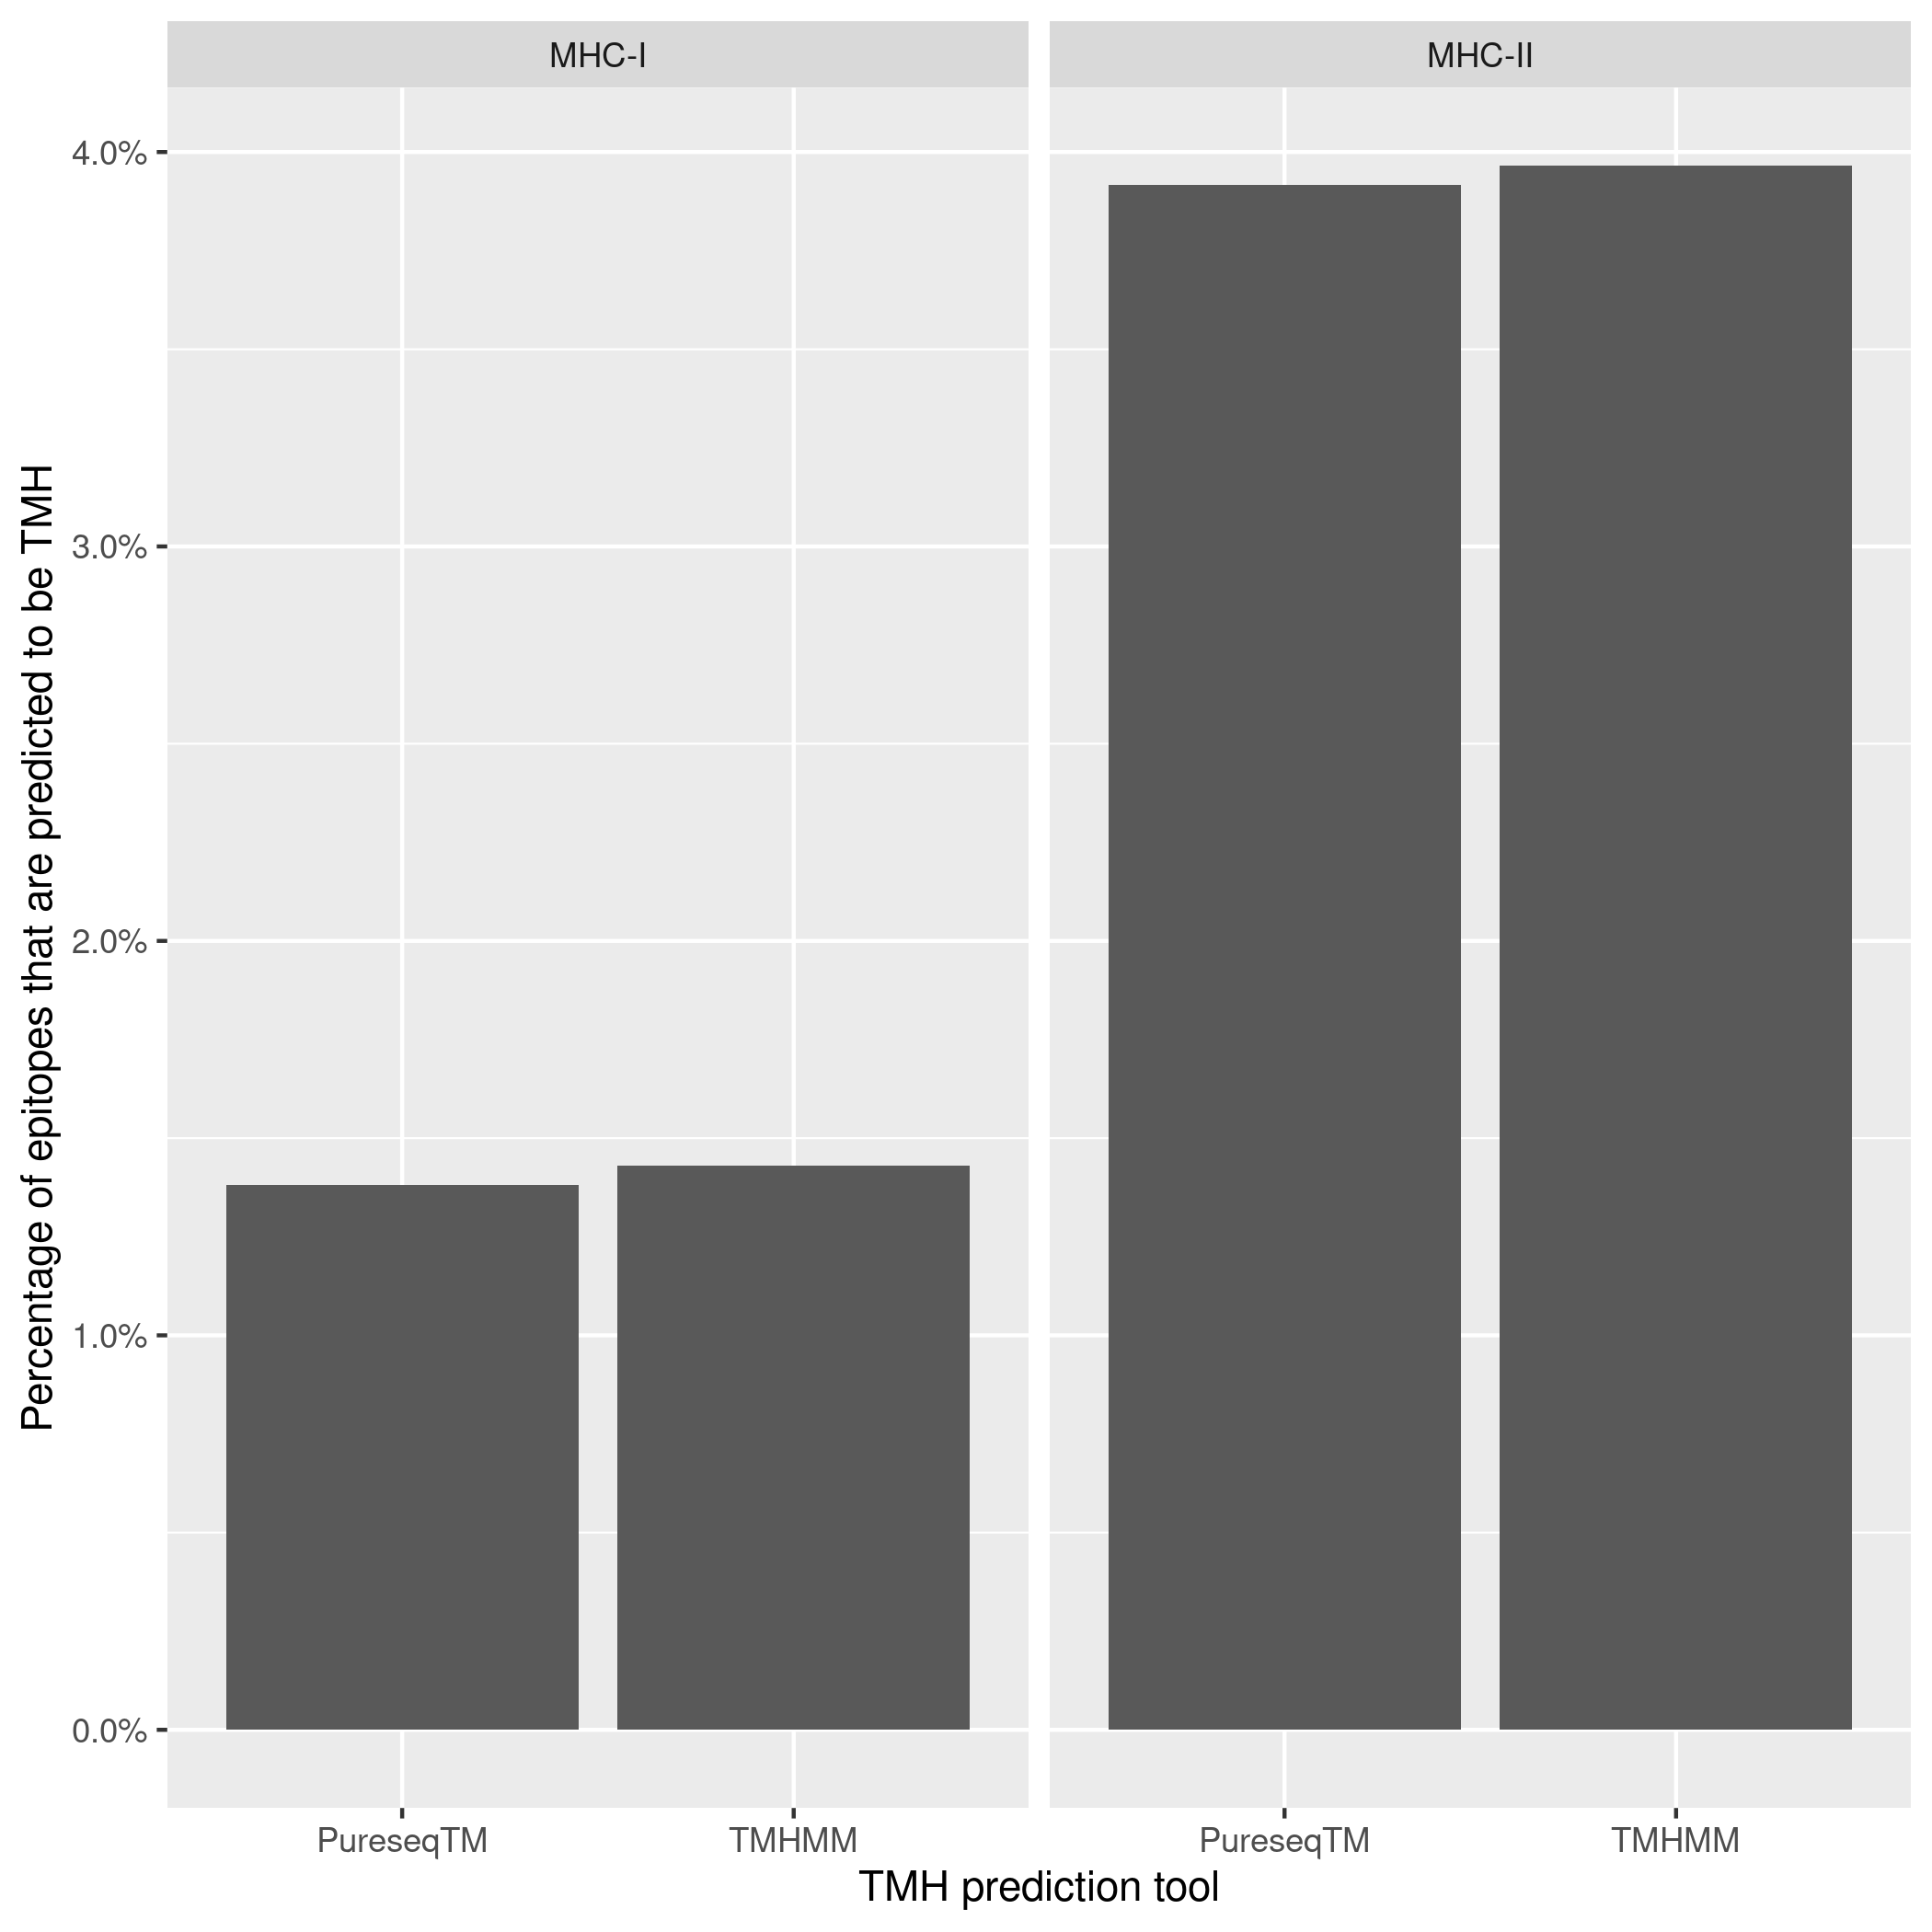 MHC-I
MHC-II
Percentage of epitopes that are predicted to be TMH
4.0%
3.0%
2.0%
1.0%
0.0%
PureseqTM
TMHMM
PureseqTM
TMHMM
TMH prediction tool